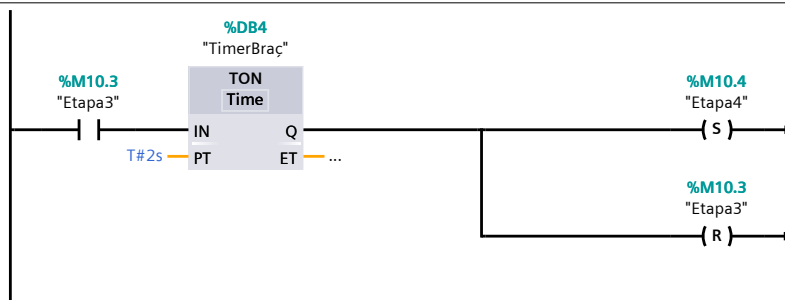 %DB4
"TimerBraç"
%M10.3
"Etapa3"
TON
Time
%M10.4
"Etapa4"
IN
Q
S
T#2s
PT
ET
...
%M10.3
"Etapa3"
R